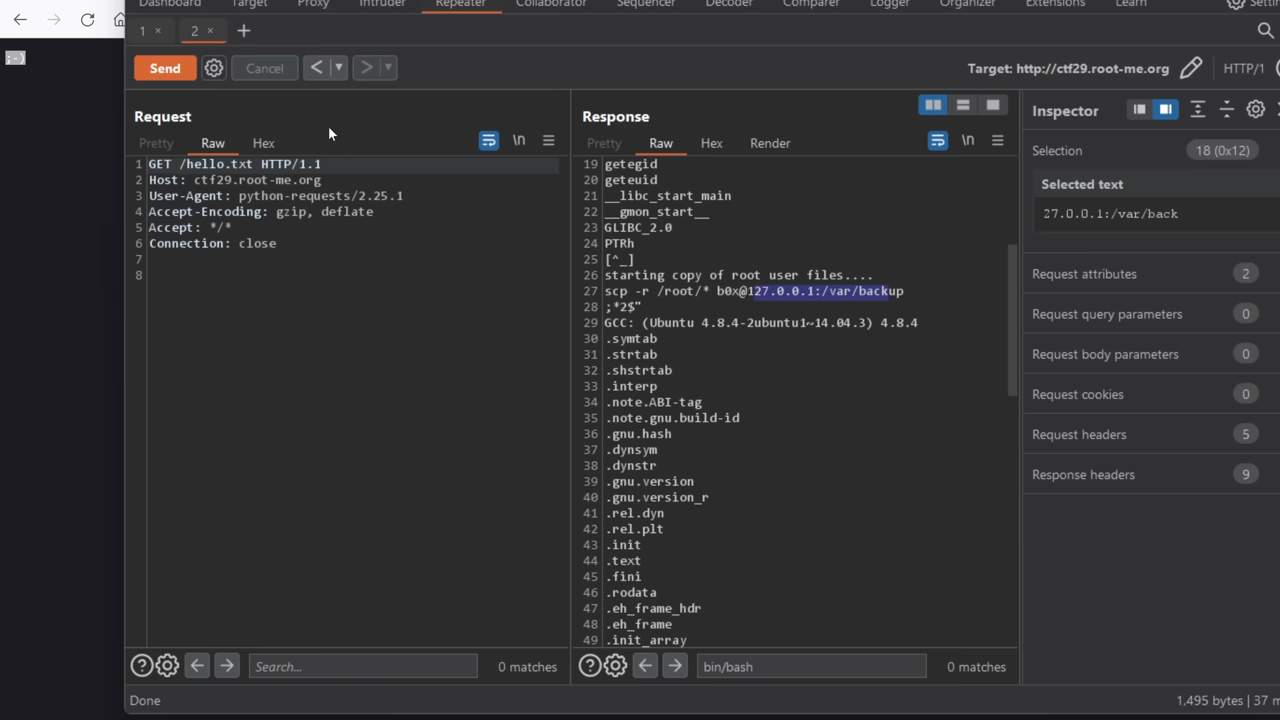 Dashboard Target Proxy Intruder Repeater Collaborator Sequencer Decoder Comparer Logger Organizer Extensions Learn
1 × 2 × +
;-)
Send Cancel < >
Target: http://ctf29.root-me.org HTTP/1
Request
Pretty Raw Hex \n
1 GET /hello.txt HTTP/1.1
2 Host: ctf29.root-me.org
3 User-Agent: python-requests/2.25.1
4 Accept-Encoding: gzip, deflate
5 Accept: */*
6 Connection: close
7
8
Search... 0 matches
Response
Pretty Raw Hex Render \n
19 getegid
20 geteuid
21 __libc_start_main
22 __gmon_start__
23 GLIBC_2.0
24 PTRh
25 [^_]
26 starting copy of root user files....
27 scp -r /root/* b0x@127.0.0.1:/var/backup
28 ;*2$"
29 GCC: (Ubuntu 4.8.4-2ubuntu1~14.04.3) 4.8.4
30 .symtab
31 .strtab
32 .shstrtab
33 .interp
34 .note.ABI-tag
35 .note.gnu.build-id
36 .gnu.hash
37 .dynsym
38 .dynstr
39 .gnu.version
40 .gnu.version_r
41 .rel.dyn
42 .rel.plt
43 .init
44 .text
45 .fini
46 .rodata
47 .eh_frame_hdr
48 .eh_frame
49 .init_array
bin/bash 0 matches
Inspector
Selection 18 (0x12)
Selected text
27.0.0.1:/var/back
Request attributes 2
Request query parameters 0
Request body parameters 0
Request cookies 0
Request headers 5
Response headers 9
Done
1,495 bytes | 37